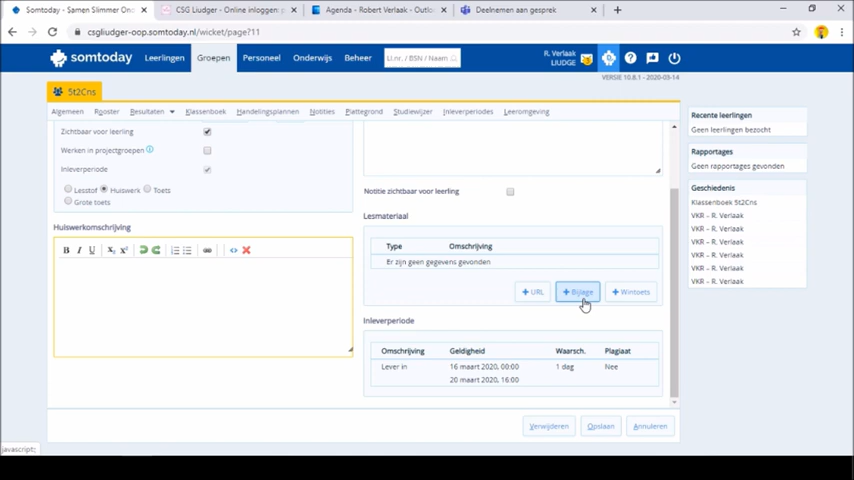 Somtoday - Samen Slimmer Ond
CSG Liudger - Online inloggen: p
Agenda - Robert Verlaak - Outlo
Deelnemen aan gesprek
csgliudger-oop.somtoday.nl/wicket/page?11
somtoday
Leerlingen
Groepen
Personeel
Onderwijs
Beheer
Ll.nr. / BSN / Naam
R. Verlaak
LIUDGE
VERSIE 10.8.1 - 2020-03-14
5t2Cns
Algemeen
Rooster
Resultaten
Klassenboek
Handelingsplannen
Notities
Plattegrond
Studiewijzer
Inleverperiodes
Leeromgeving
Zichtbaar voor leerling
Werken in projectgroepen
Inleverperiode
Lesstof
Huiswerk
Toets
Grote toets
Huiswerkomschrijving
Notitie zichtbaar voor leerling
Lesmateriaal
Type Omschrijving
Er zijn geen gegevens gevonden
+ URL
+ Bijlage
+ Wintoets
Inleverperiode
Omschrijving Geldigheid Waarsch. Plagiaat
Lever in 16 maart 2020, 00:00 1 dag Nee
20 maart 2020, 16:00
Verwijderen
Opslaan
Annuleren
Recente leerlingen
Geen leerlingen bezocht
Rapportages
Geen rapportages gevonden
Geschiedenis
Klassenboek 5t2Cns
VKR - R. Verlaak
VKR - R. Verlaak
VKR - R. Verlaak
VKR - R. Verlaak
VKR - R. Verlaak
VKR - R. Verlaak
javascript:;